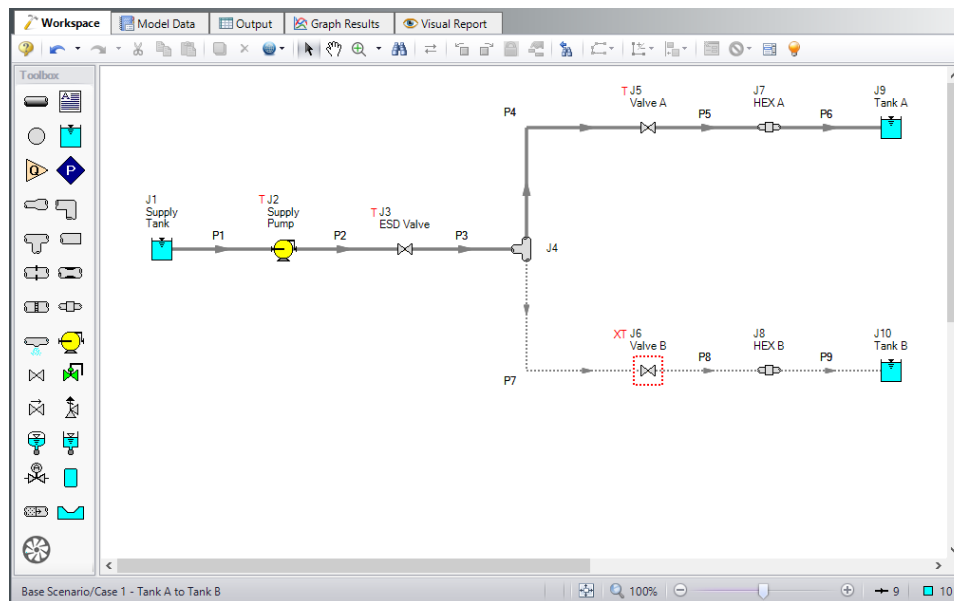 Workspace
Model Data
Output
Graph Results
Visual Report
Toolbox
A
Q
P
J1
Supply
Tank
P1
T J2
Supply
Pump
P2
T J3
ESD Valve
P3
J4
P4
T J5
Valve A
P5
J7
HEX A
P6
J9
Tank A
P7
XT J6
Valve B
P8
J8
HEX B
P9
J10
Tank B
Base Scenario/Case 1 - Tank A to Tank B
100%
9
10